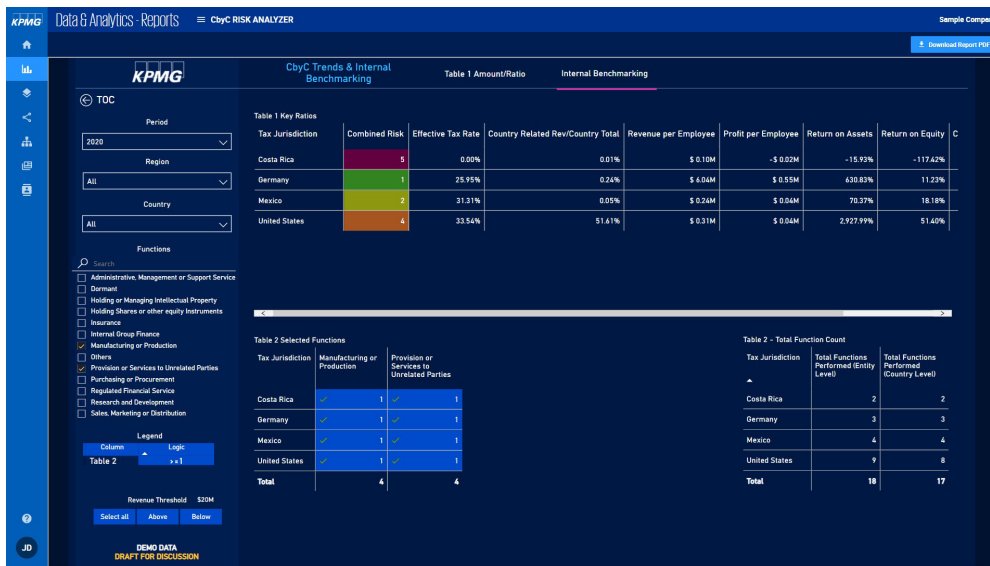 KPMG
Data & Analytics - Reports
≡ CbyC RISK ANALYZER
Sample Compa
Download Report PDF
KPMG
CbyC Trends & Internal
Benchmarking
Table 1 Amount/Ratio
Internal Benchmarking
TOC
Period
2020
Region
All
Country
All
Functions
Search
Administrative, Management or Support Service
Dormant
Holding or Managing Intellectual Property
Holding Shares or other equity Instruments
Insurance
Internal Group Finance
Manufacturing or Production
Others
Provision or Services to Unrelated Parties
Purchasing or Procurement
Regulated Financial Service
Research and Development
Sales, Marketing or Distribution
Legend
Column Logic
Table 2 >=1
Revenue Threshold $20M
Select all Above Below
DEMO DATA
DRAFT FOR DISCUSSION
JD
Table 1 Key Ratios
Tax Jurisdiction Combined Risk Effective Tax Rate Country Related Rev/Country Total Revenue per Employee Profit per Employee Return on Assets Return on Equity C
Costa Rica 5 0.00% 0.01% $ 0.10M -$ 0.02M -15.93% -117.42%
Germany 1 25.95% 0.24% $ 6.04M $ 0.55M 630.83% 11.23%
Mexico 2 31.31% 0.05% $ 0.24M $ 0.04M 70.37% 18.18%
United States 4 33.54% 51.61% $ 0.31M $ 0.04M 2,927.99% 51.40%
Table 2 Selected Functions
Tax Jurisdiction Manufacturing or Provision or
Production Services to
Unrelated Parties
Costa Rica 1 1
Germany 1 1
Mexico 1 1
United States 1 1
Total 4 4
Table 2 - Total Function Count
Tax Jurisdiction Total Functions Total Functions
Performed (Entity Performed
Level) (Country Level)
Costa Rica 2 2
Germany 3 3
Mexico 4 4
United States 9 8
Total 18 17